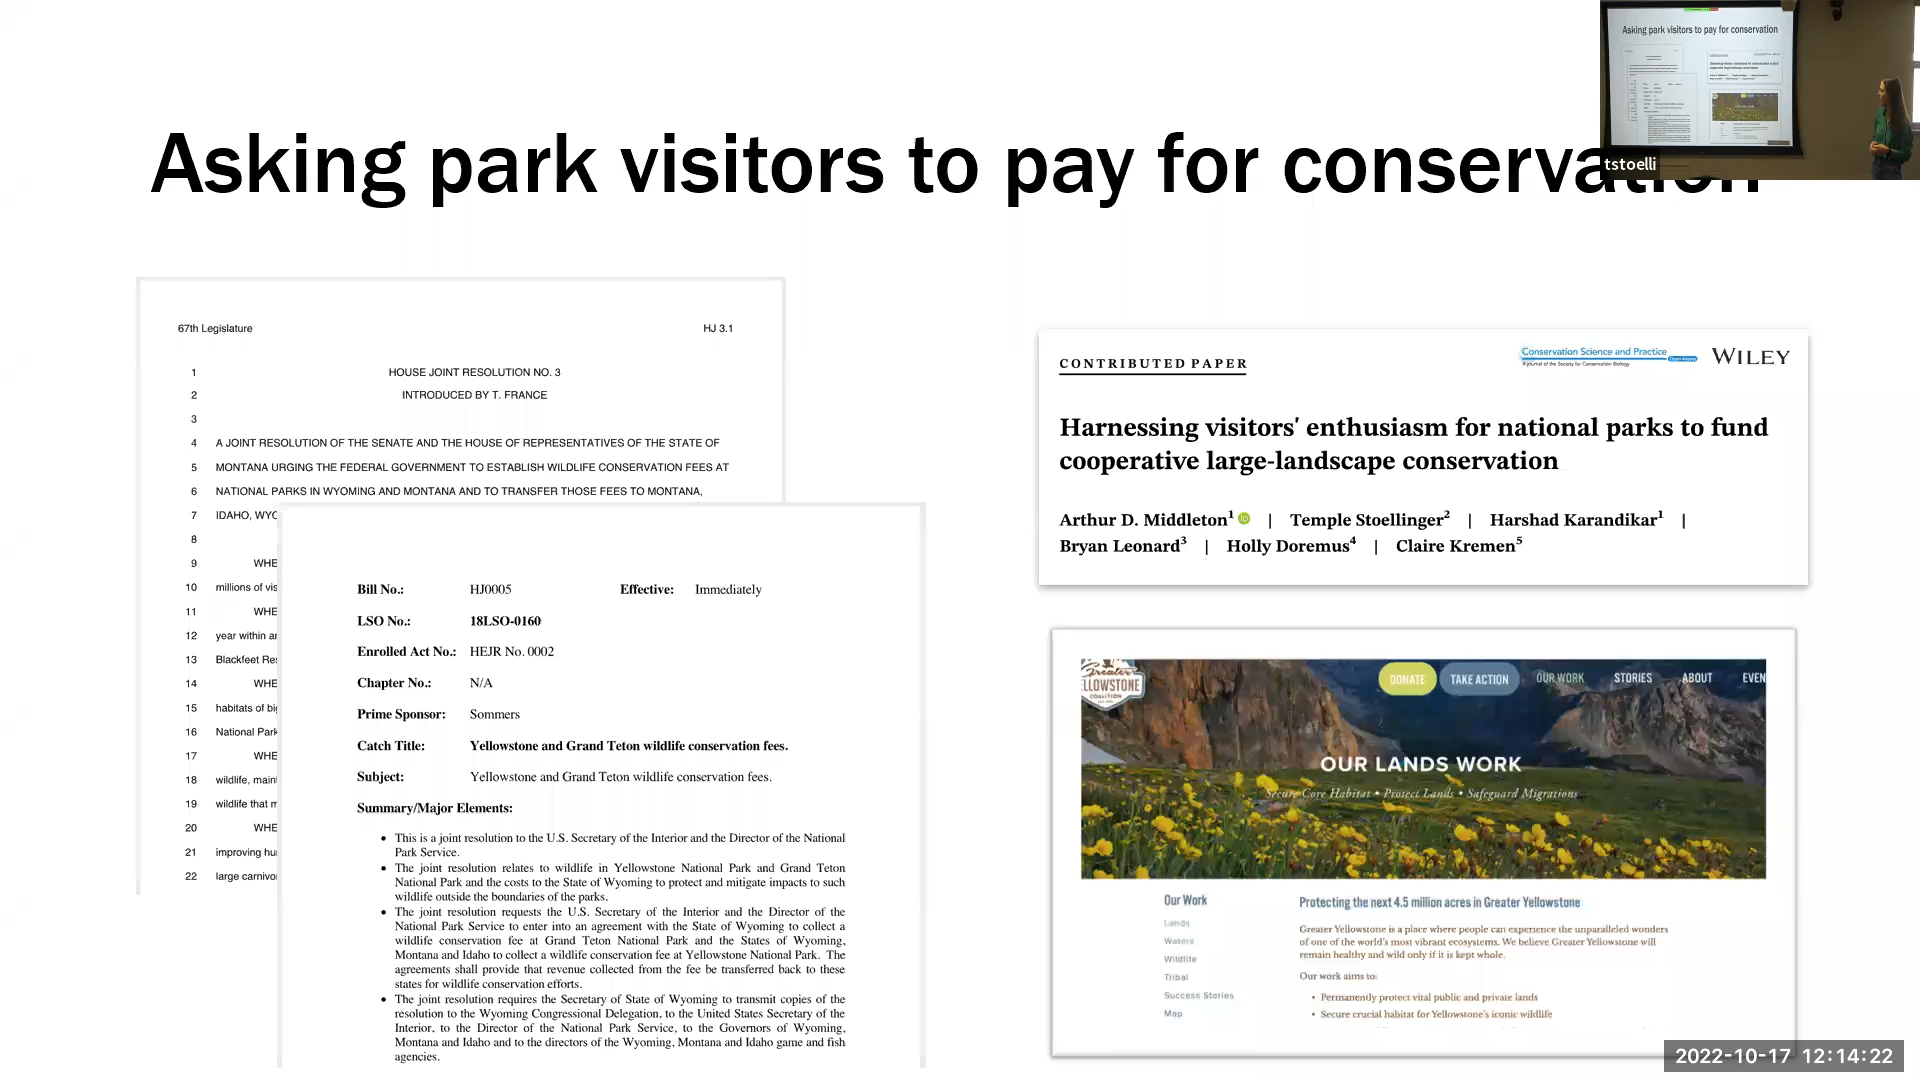 Asking park visitors to pay for conservation
Asking park visitors to pay for conservation
tstoelli
67th Legislature HJ 3.1
1 HOUSE JOINT RESOLUTION NO. 3
2 INTRODUCED BY T. FRANCE
3
4 A JOINT RESOLUTION OF THE SENATE AND THE HOUSE OF REPRESENTATIVES OF THE STATE OF
5 MONTANA URGING THE FEDERAL GOVERNMENT TO ESTABLISH WILDLIFE CONSERVATION FEES AT
6 NATIONAL PARKS IN WYOMING AND MONTANA AND TO TRANSFER THOSE FEES TO MONTANA,
7 IDAHO, WYO
8
9 WHE
10 millions of vis
11 WHE
12 year within an
13 Blackfeet Res
14 WHE
15 habitats of big
16 National Park
17 WHE
18 wildlife, maint
19 wildlife that m
20 WHE
21 improving hu
22 large carnivo
Bill No.: HJ0005 Effective: Immediately
LSO No.: 18LSO-0160
Enrolled Act No.: HEJR No. 0002
Chapter No.: N/A
Prime Sponsor: Sommers
Catch Title: Yellowstone and Grand Teton wildlife conservation fees.
Subject: Yellowstone and Grand Teton wildlife conservation fees.
Summary/Major Elements:
• This is a joint resolution to the U.S. Secretary of the Interior and the Director of the National
Park Service.
• The joint resolution relates to wildlife in Yellowstone National Park and Grand Teton
National Park and the costs to the State of Wyoming to protect and mitigate impacts to such
wildlife outside the boundaries of the parks.
• The joint resolution requests the U.S. Secretary of the Interior and the Director of the
National Park Service to enter into an agreement with the State of Wyoming to collect a
wildlife conservation fee at Grand Teton National Park and the States of Wyoming,
Montana and Idaho to collect a wildlife conservation fee at Yellowstone National Park. The
agreements shall provide that revenue collected from the fee be transferred back to these
states for wildlife conservation efforts.
• The joint resolution requires the Secretary of State of Wyoming to transmit copies of the
resolution to the Wyoming Congressional Delegation, to the United States Secretary of the
Interior, to the Director of the National Park Service, to the Governors of Wyoming,
Montana and Idaho and to the directors of the Wyoming, Montana and Idaho game and fish
agencies.
CONTRIBUTED PAPER
Conservation Science and Practice Open Access
A journal of the Society for Conservation Biology
WILEY
Harnessing visitors' enthusiasm for national parks to fund
cooperative large-landscape conservation
Arthur D. Middleton1 | Temple Stoellinger2 | Harshad Karandikar1 |
Bryan Leonard3 | Holly Doremus4 | Claire Kremen5
Greater
LLOWSTONE
COALITION
DONATE TAKE ACTION OUR WORK STORIES ABOUT EVEN
OUR LANDS WORK
Secure Core Habitat • Protect Lands • Safeguard Migrations
Our Work
Lands
Waters
Wildlife
Tribal
Success Stories
Map
Protecting the next 4.5 million acres in Greater Yellowstone
Greater Yellowstone is a place where people can experience the unparalleled wonders
of one of the world's most vibrant ecosystems. We believe Greater Yellowstone will
remain healthy and wild only if it is kept whole.
Our work aims to:
• Permanently protect vital public and private lands
• Secure crucial habitat for Yellowstone's iconic wildlife
2022-10-17 12:14:22